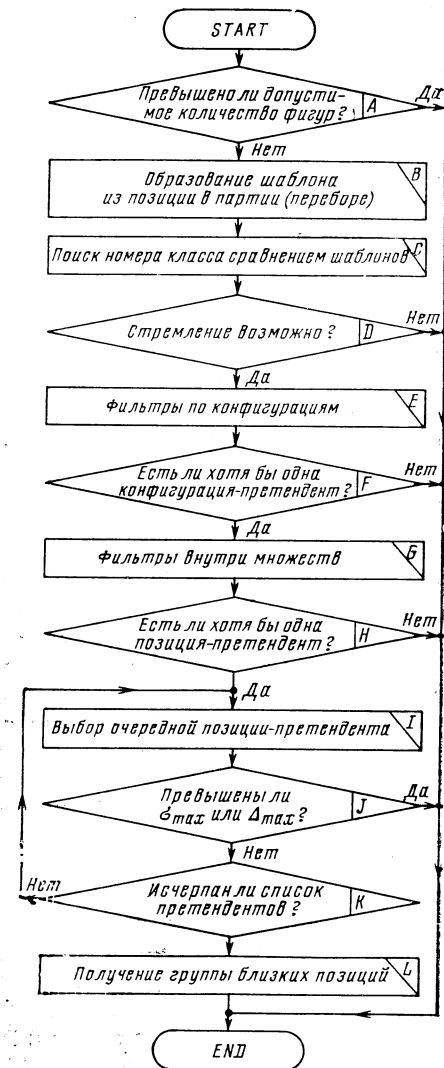 START
Превышено ли допусти-
мое количество фигур?
A
Да
Нет
B
Образование шаблона
из позиции в партии (переборе)
C
Поиск номера класса сравнением шаблонов
Стремление возможно?
D
Нет
Да
E
Фильтры по конфигурациям
Есть ли хотя бы одна
конфигурация-претендент?
F
Нет
Да
G
Фильтры внутри множеств
Есть ли хотя бы одна
позиция-претендент?
H
Нет
Да
I
Выбор очередной позиции-претендента
Превышены ли
σmax или Δmax?
J
Да
Нет
Исчерпан ли список
претендентов?
K
Нет
L
Получение группы близких позиций
END